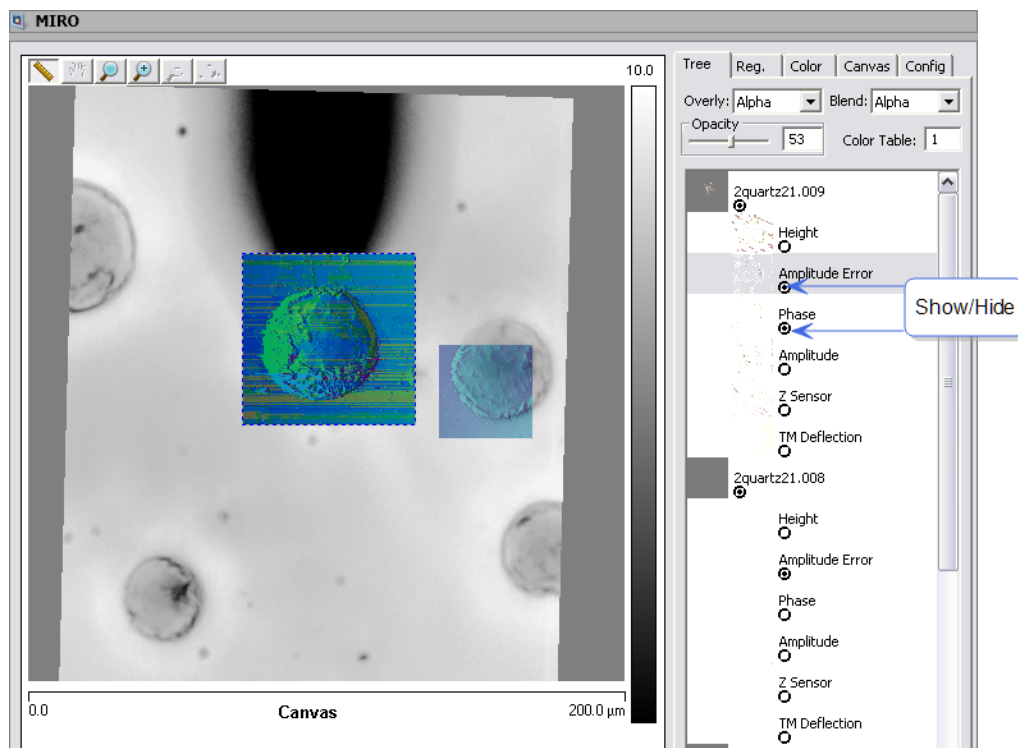 MIRO
10.0
Tree Reg. Color Canvas Config
Overly: Alpha Blend: Alpha
Opacity
53 Color Table: 1
2quartz21.009
Height
Amplitude Error
Show/Hide
Phase
Amplitude
Z Sensor
TM Deflection
2quartz21.008
Height
Amplitude Error
Phase
Amplitude
Z Sensor
TM Deflection
0.0 Canvas 200.0 µm